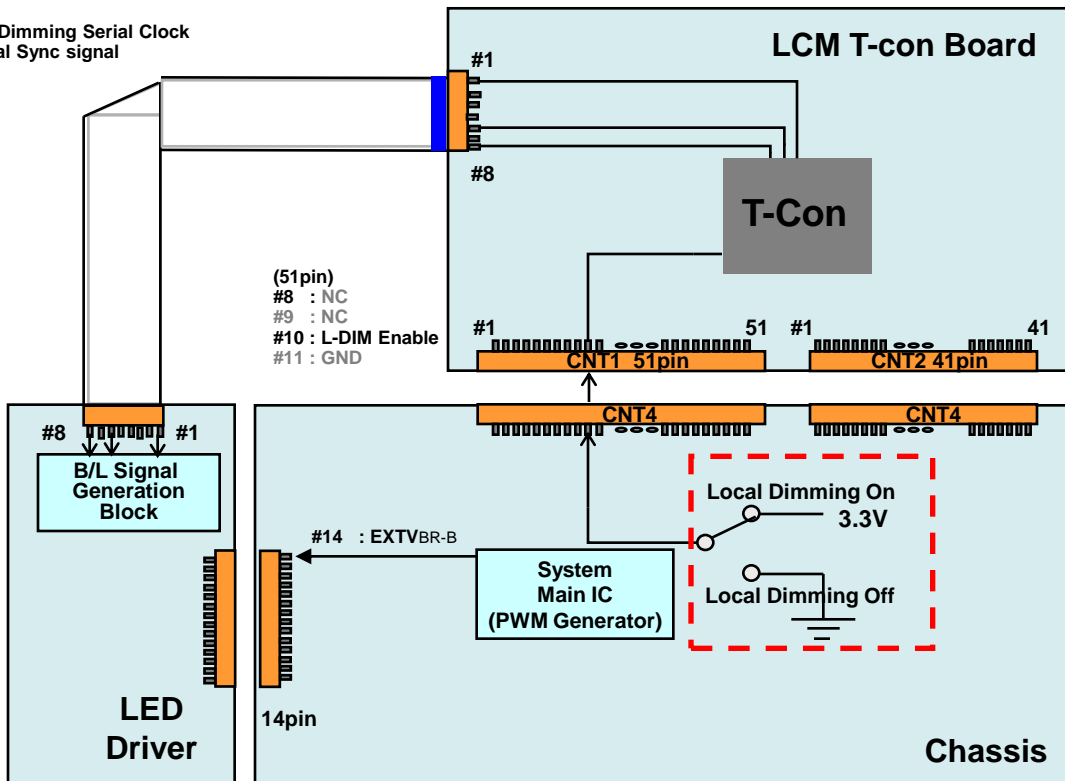 Dimming Serial Clock
Sync signal
LCM T-con Board
#1
#8
T-Con
(51pin)
#8 : NC
#9 : NC
#10 : L-DIM Enable
#11 : GND
#1
51
#1
41
CNT1 51pin
CNT2 41pin
CNT4
CNT4
#8
#1
B/L Signal
Generation
Block
Local Dimming On
3.3V
#14 : EXTVBR-B
System
Main IC
(PWM Generator)
Local Dimming Off
LED
Driver
14pin
Chassis